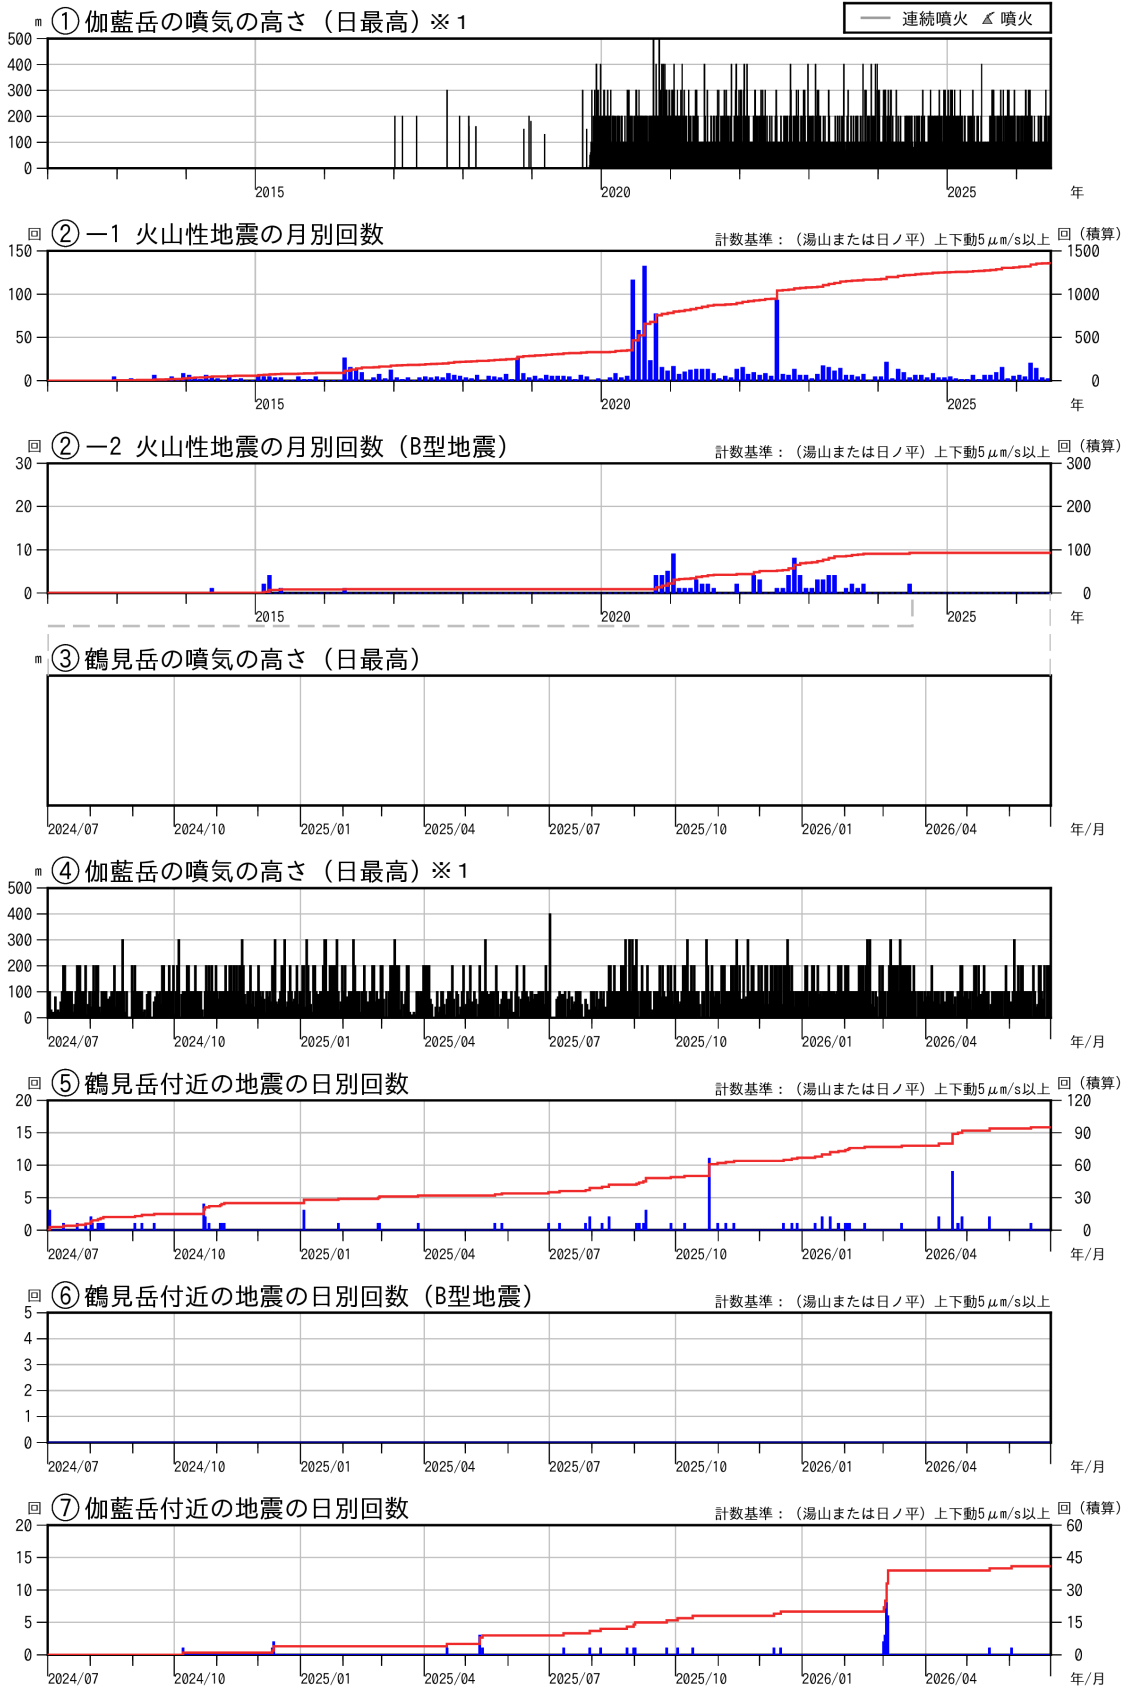 連続噴火 噴火
m ①伽藍岳の噴気の高さ（日最高）※1
500
400
300
200
100
0
2015 2020 2025 年
回 ②－1 火山性地震の月別回数
計数基準：（湯山または日ノ平）上下動5μm/s以上 回（積算）
150 1500
100 1000
50 500
0 0
2015 2020 2025 年
回 ②－2 火山性地震の月別回数（B型地震）
計数基準：（湯山または日ノ平）上下動5μm/s以上 回（積算）
30 300
20 200
10 100
0 0
2015 2020 2025 年
m ③鶴見岳の噴気の高さ（日最高）
2024/07 2024/10 2025/01 2025/04 2025/07 2025/10 2026/01 2026/04 年/月
m ④伽藍岳の噴気の高さ（日最高）※1
500
400
300
200
100
0
2024/07 2024/10 2025/01 2025/04 2025/07 2025/10 2026/01 2026/04 年/月
回 ⑤鶴見岳付近の地震の日別回数
計数基準：（湯山または日ノ平）上下動5μm/s以上 回（積算）
20 120
15 90
10 60
5 30
0 0
2024/07 2024/10 2025/01 2025/04 2025/07 2025/10 2026/01 2026/04 年/月
回 ⑥鶴見岳付近の地震の日別回数（B型地震）
計数基準：（湯山または日ノ平）上下動5μm/s以上
5
4
3
2
1
0
2024/07 2024/10 2025/01 2025/04 2025/07 2025/10 2026/01 2026/04 年/月
回 ⑦伽藍岳付近の地震の日別回数
計数基準：（湯山または日ノ平）上下動5μm/s以上 回（積算）
20 60
15 45
10 30
5 15
0 0
2024/07 2024/10 2025/01 2025/04 2025/07 2025/10 2026/01 2026/04 年/月